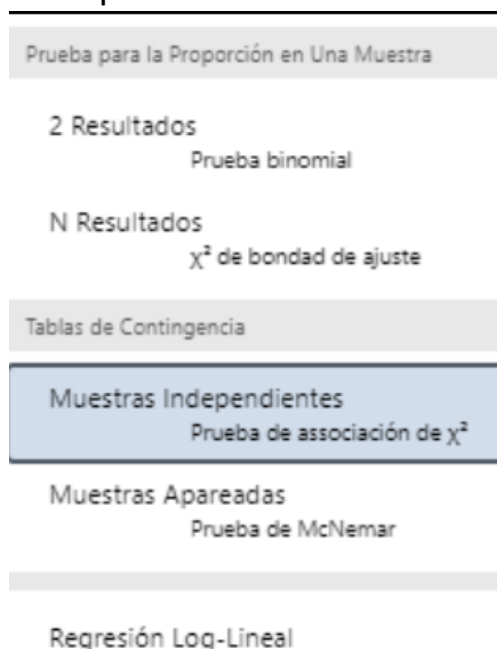 Prueba para la Proporción en Una Muestra
2 Resultados
Prueba binomial
N Resultados
χ² de bondad de ajuste
Tablas de Contingencia
Muestras Independientes
Prueba de associación de χ²
Muestras Apareadas
Prueba de McNemar
Regresión Log-Lineal